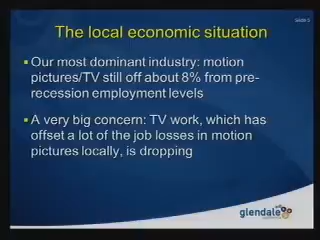 The local economic situation
Our most dominant industry: motion
pictures/TV still off about 8% from pre-
recession employment levels
A very big concern: TV work, which has
offset a lot of the job losses in motion
pictures locally, is dropping
glendale